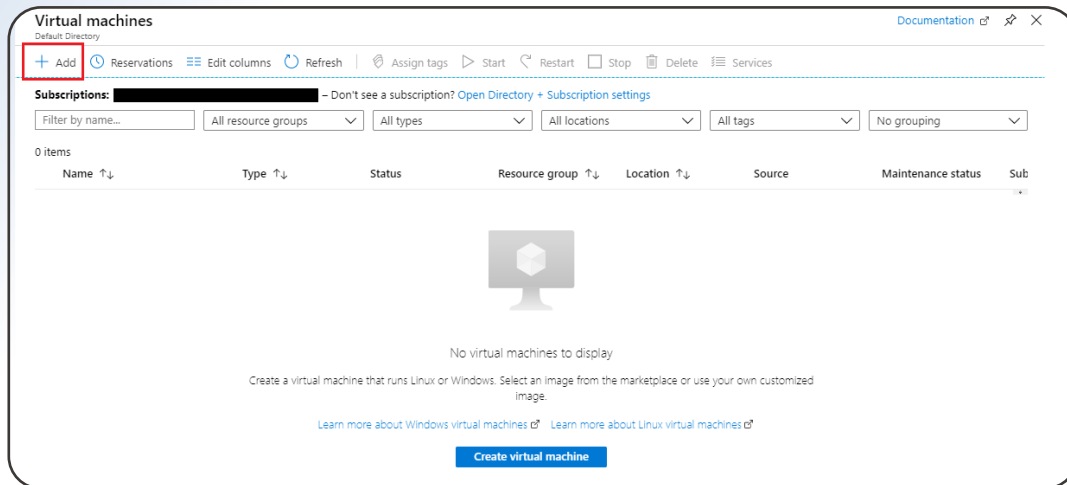 Virtual machines
Documentation
Default Directory
Add Reservations Edit columns Refresh Assign tags Start Restart Stop Delete Services
Subscriptions: – Don't see a subscription? Open Directory + Subscription settings
Filter by name... All resource groups All types All locations All tags No grouping
0 items
Name ↑↓ Type ↑↓ Status Resource group ↑↓ Location ↑↓ Source Maintenance status Sub
No virtual machines to display
Create a virtual machine that runs Linux or Windows. Select an image from the marketplace or use your own customized
image.
Learn more about Windows virtual machines Learn more about Linux virtual machines
Create virtual machine